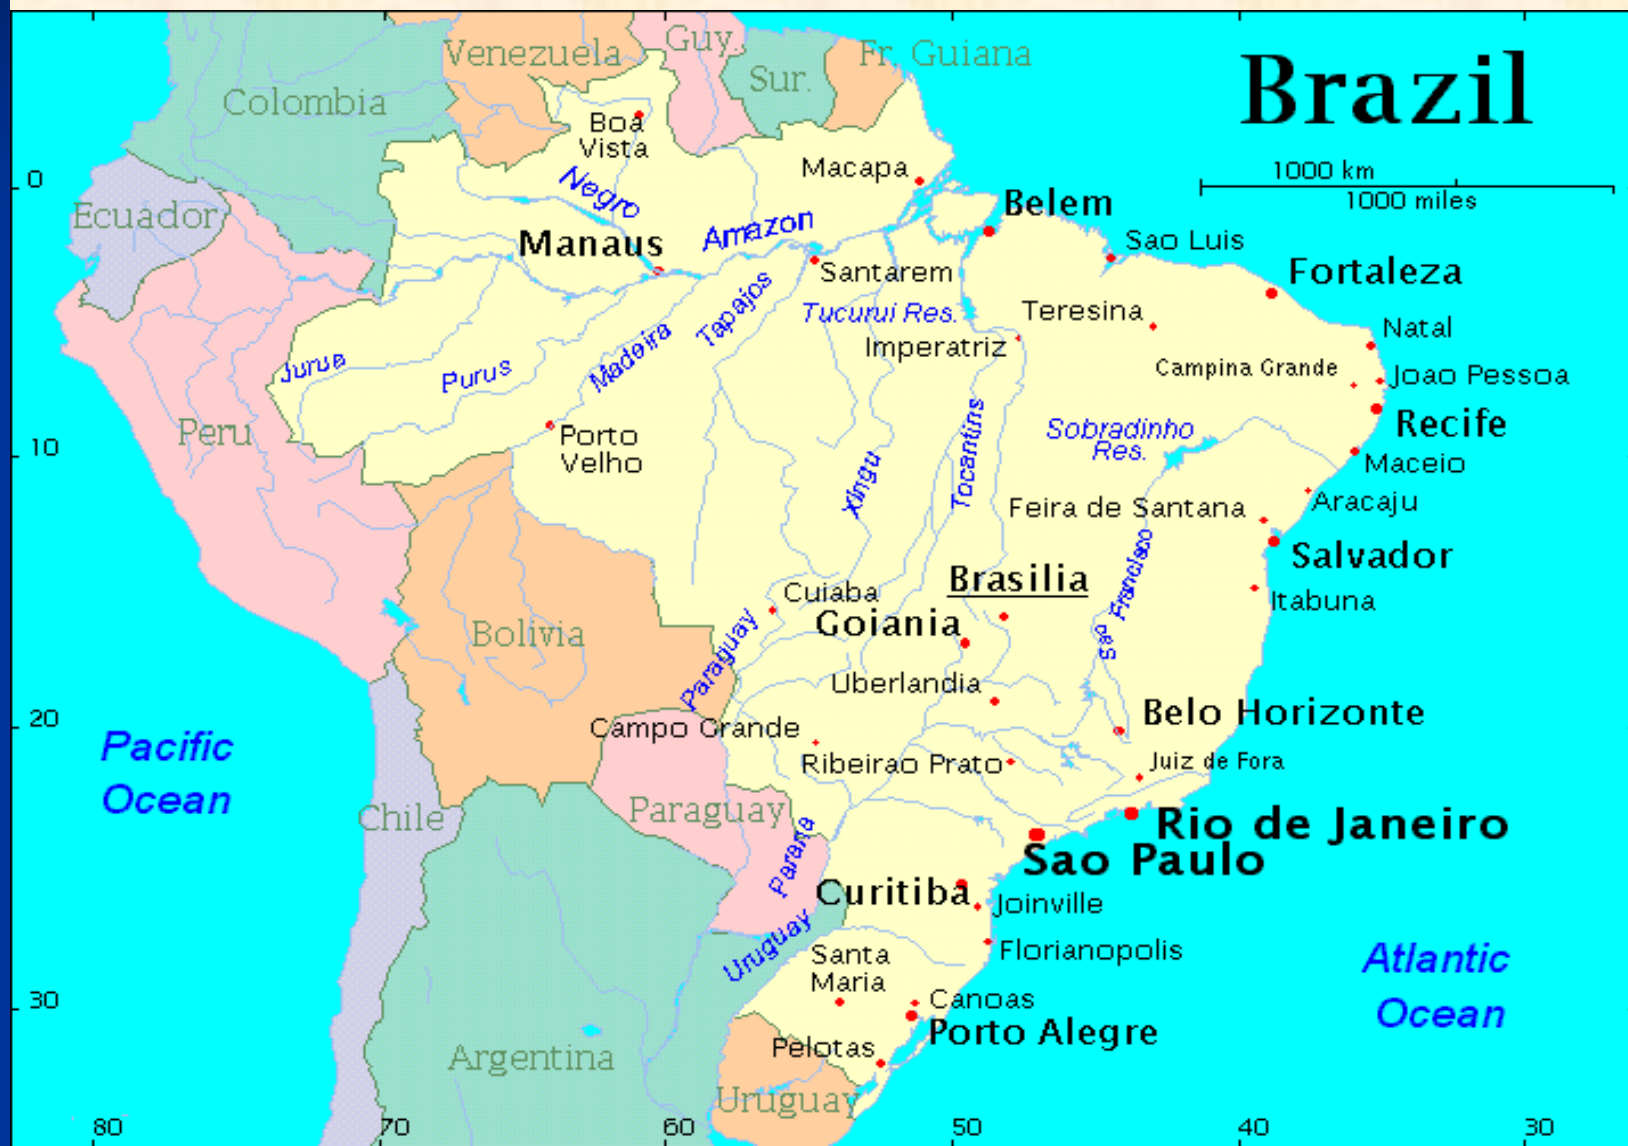 Brazil
Venezuela
Guy.
Sur.
Fr. Guiana
Colombia
Boa
Vista
Macapa
1000 km
1000 miles
0
Negro
Ecuador
Belem
Manaus
Amazon
Sao Luis
Santarem
Fortaleza
Tapajos
Tucurui Res.
Teresina
Natal
Imperatriz
Madeira
Campina Grande
Joao Pessoa
Jurua
Purus
Peru
Recife
10
Porto
Velho
Sobradinho
Res.
Maceio
Xingu
Tocantins
Aracaju
Feira de Santana
Salvador
Sao Francisco
Brasilia
Cuiaba
Itabuna
Goiania
Bolivia
Paraguay
Uberlandia
20
Campo Grande
Belo Horizonte
Pacific
Ocean
Ribeirao Prato
Juiz de Fora
Chile
Paraguay
Parana
Rio de Janeiro
Sao Paulo
Curitiba
Joinville
Uruguay
Florianopolis
Santa
Maria
Atlantic
Ocean
30
Canoas
Porto Alegre
Argentina
Pelotas
Uruguay
80
70
60
50
40
30